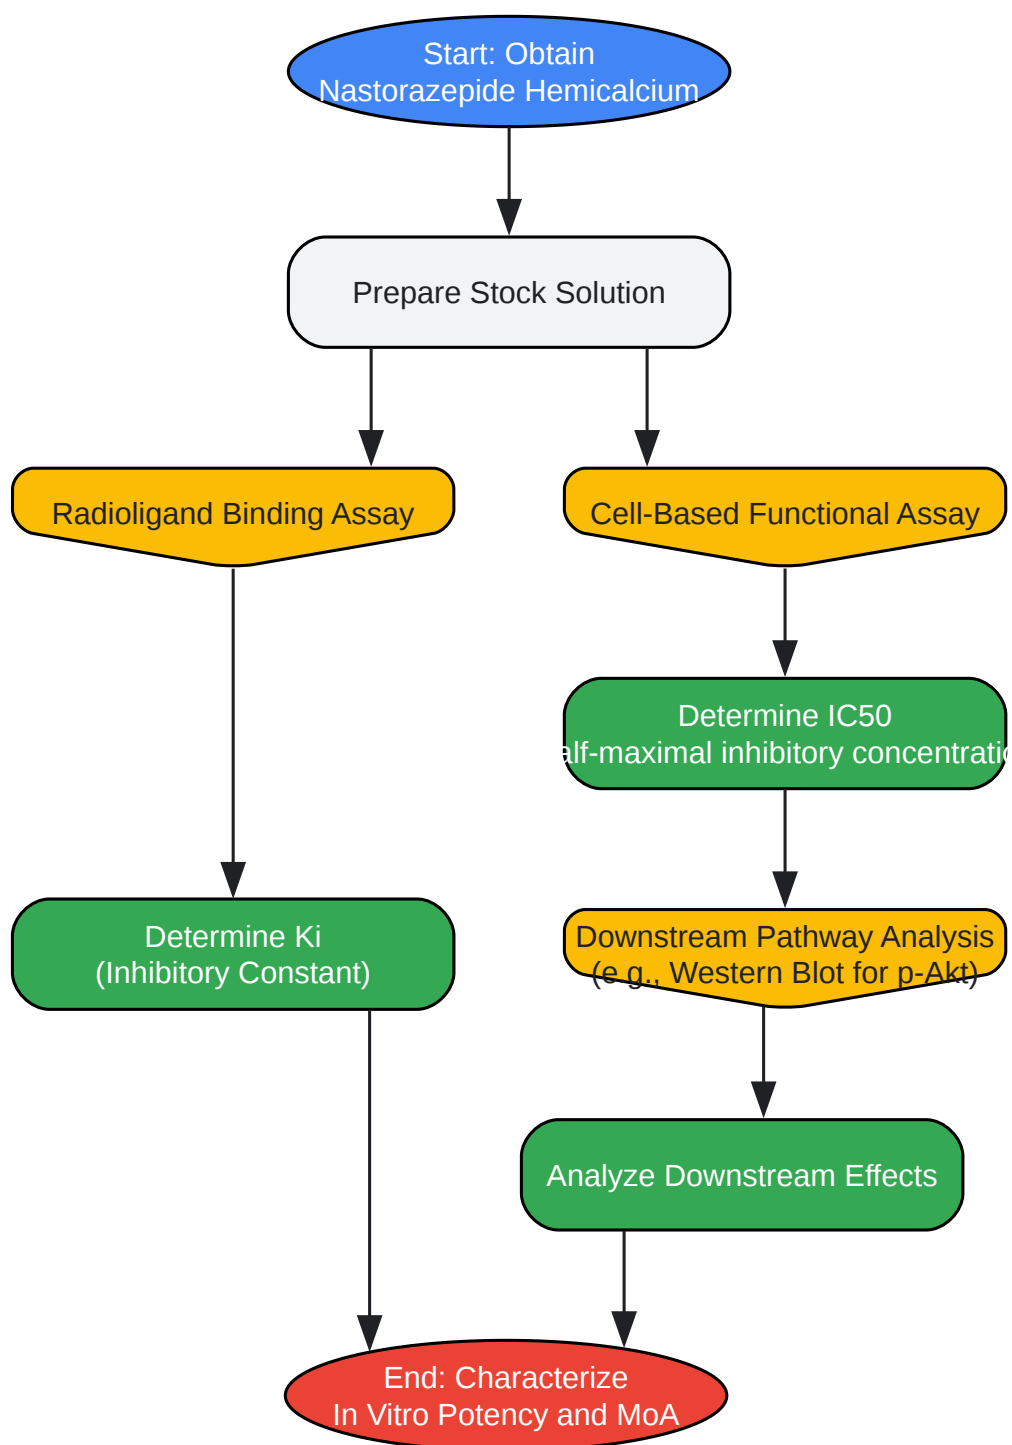 Start: Obtain
Nastorazepide Hemicalcium
Prepare Stock Solution
Radioligand Binding Assay
Cell-Based Functional Assay
Determine IC50
alf-maximal inhibitory concentratio
Determine Ki
(Inhibitory Constant)
Downstream Pathway Analysis
(e.g., Western Blot for p-Akt)
Analyze Downstream Effects
End: Characterize
In Vitro Potency and MoA